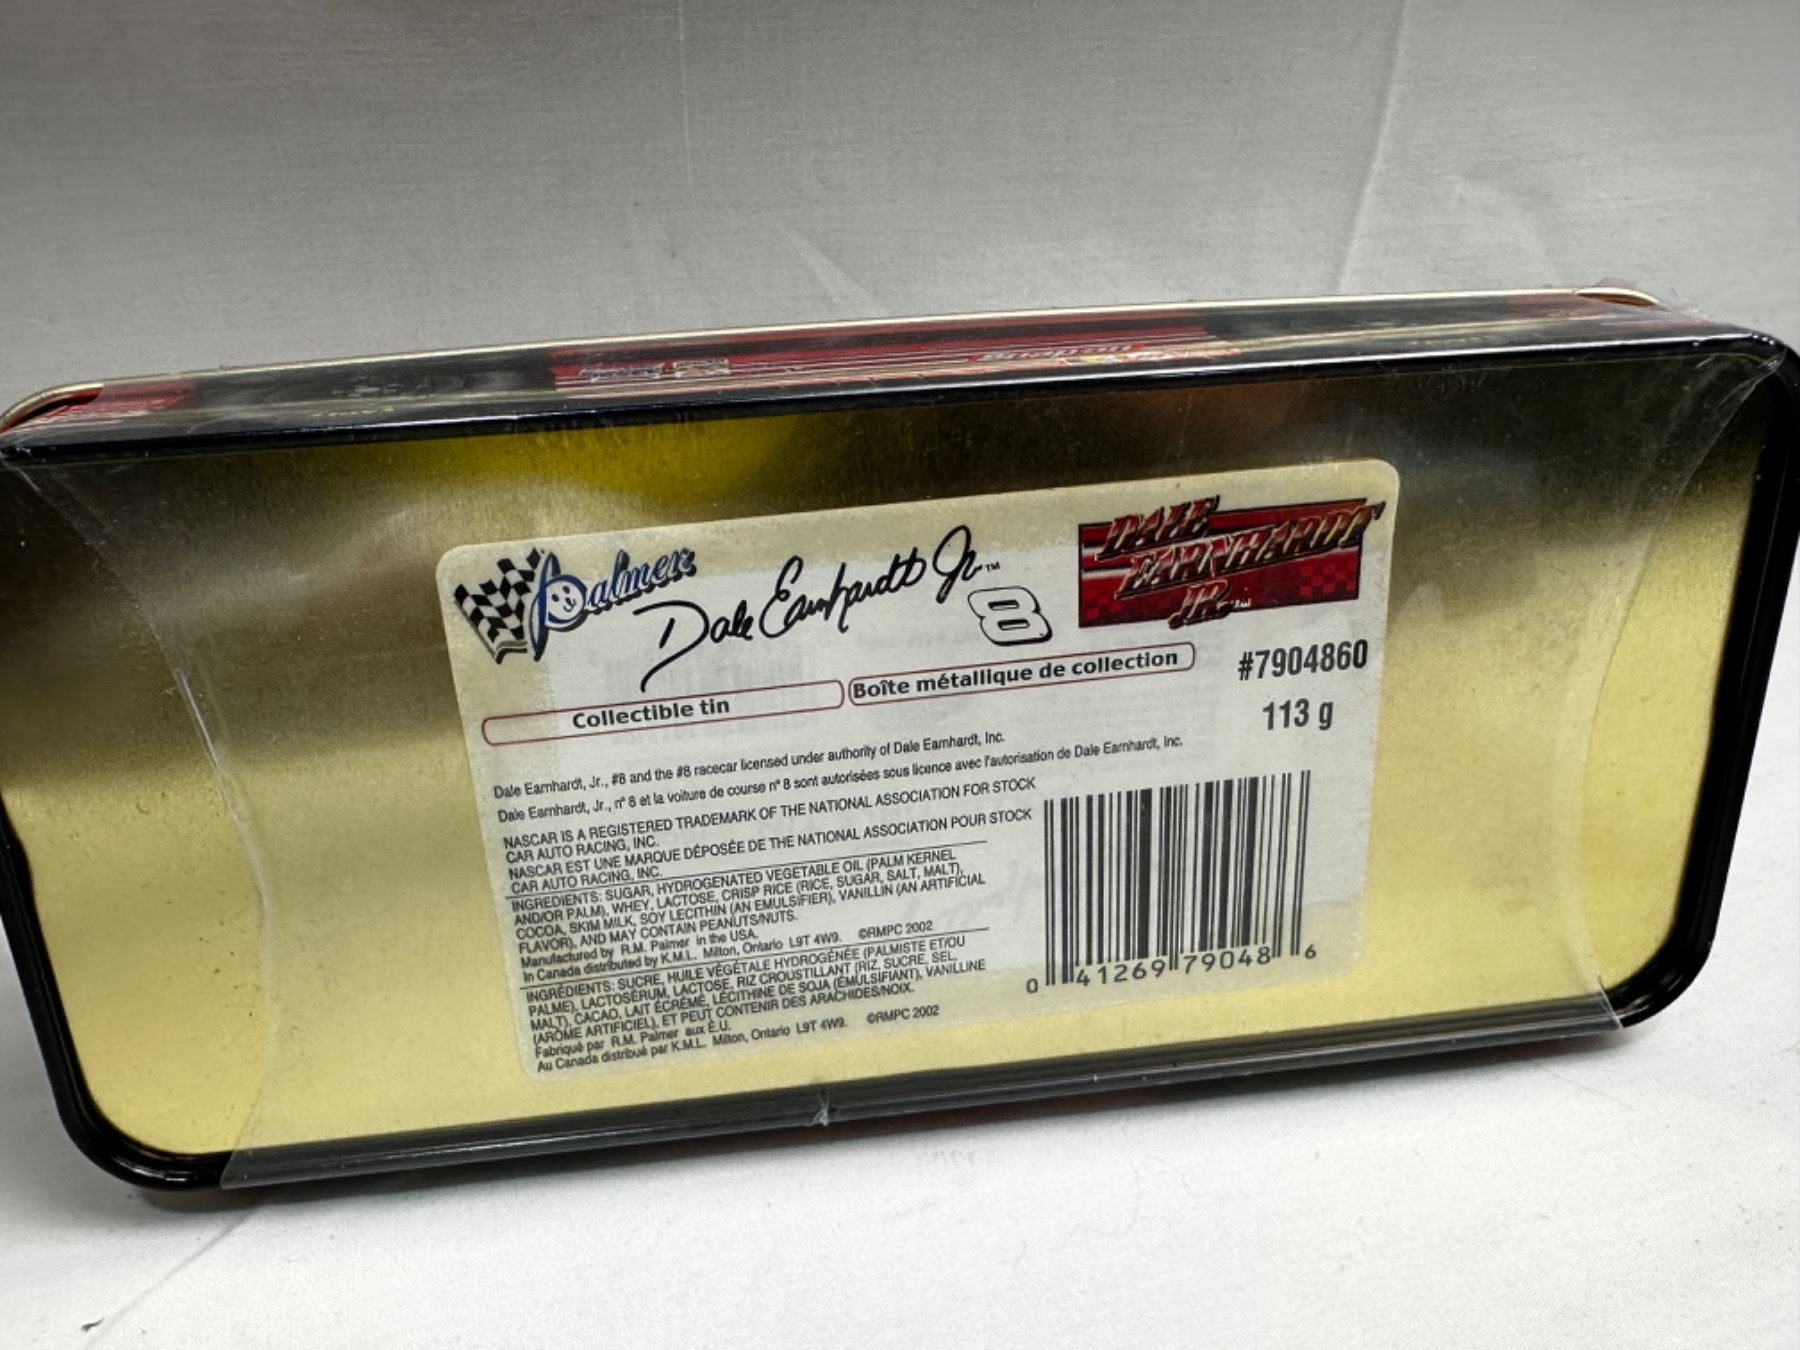 Palmer
Dale Earnhardt Jr.™
8
DALE
EARNHARDT
JR.™
Collectible tin
Boîte métallique de collection
#7904860
113 g
Dale Earnhardt, Jr., #8 and the #8 racecar licensed under authority of Dale Earnhardt, Inc.
Dale Earnhardt, Jr., n° 8 et la voiture de course n° 8 sont autorisées sous licence avec l'autorisation de Dale Earnhardt, Inc.
NASCAR IS A REGISTERED TRADEMARK OF THE NATIONAL ASSOCIATION FOR STOCK
CAR AUTO RACING, INC.
NASCAR EST UNE MARQUE DÉPOSÉE DE THE NATIONAL ASSOCIATION POUR STOCK
CAR AUTO RACING, INC.
INGREDIENTS: SUGAR, HYDROGENATED VEGETABLE OIL (PALM KERNEL
AND/OR PALM), WHEY, LACTOSE, CRISP RICE (RICE, SUGAR, SALT, MALT),
COCOA, SKIM MILK, SOY LECITHIN (AN EMULSIFIER), VANILLIN (AN ARTIFICIAL
FLAVOR), AND MAY CONTAIN PEANUTS/NUTS.
Manufactured by R.M. Palmer in the USA.
In Canada distributed by K.M.L. Milton, Ontario L9T 4W9. ©RMPC 2002
INGRÉDIENTS: SUCRE, HUILE VÉGÉTALE HYDROGÉNÉE (PALMISTE ET/OU
PALME), LACTOSÉRUM, LACTOSE, RIZ CROUSTILLANT (RIZ, SUCRE, SEL,
MALT), CACAO, LAIT ÉCRÉMÉ, LÉCITHINE DE SOJA (ÉMULSIFIANT), VANILLINE
(ARÔME ARTIFICIEL), ET PEUT CONTENIR DES ARACHIDES/NOIX.
Fabriqué par R.M. Palmer aux É.U.
Au Canada distribué par K.M.L. Milton, Ontario L9T 4W9. ©RMPC 2002
0 41269 79048 6